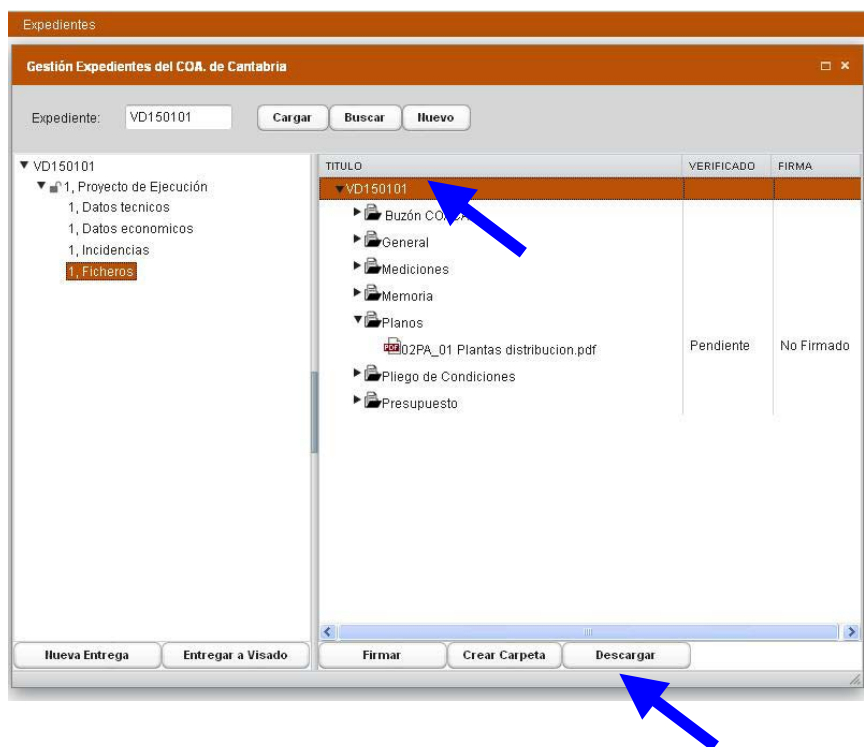 Expedientes
Gestión Expedientes del COA. de Cantabria
Expediente: VD150101 Cargar Buscar Nuevo
VD150101
1, Proyecto de Ejecución
1, Datos tecnicos
1, Datos economicos
1, Incidencias
1, Ficheros
TITULO VERIFICADO FIRMA
VD150101
Buzón
General
Mediciones
Memoria
Planos
PDF 02PA_01 Plantas distribucion.pdf Pendiente No Firmado
Pliego de Condiciones
Presupuesto
Nueva Entrega Entregar a Visado Firmar Crear Carpeta Descargar